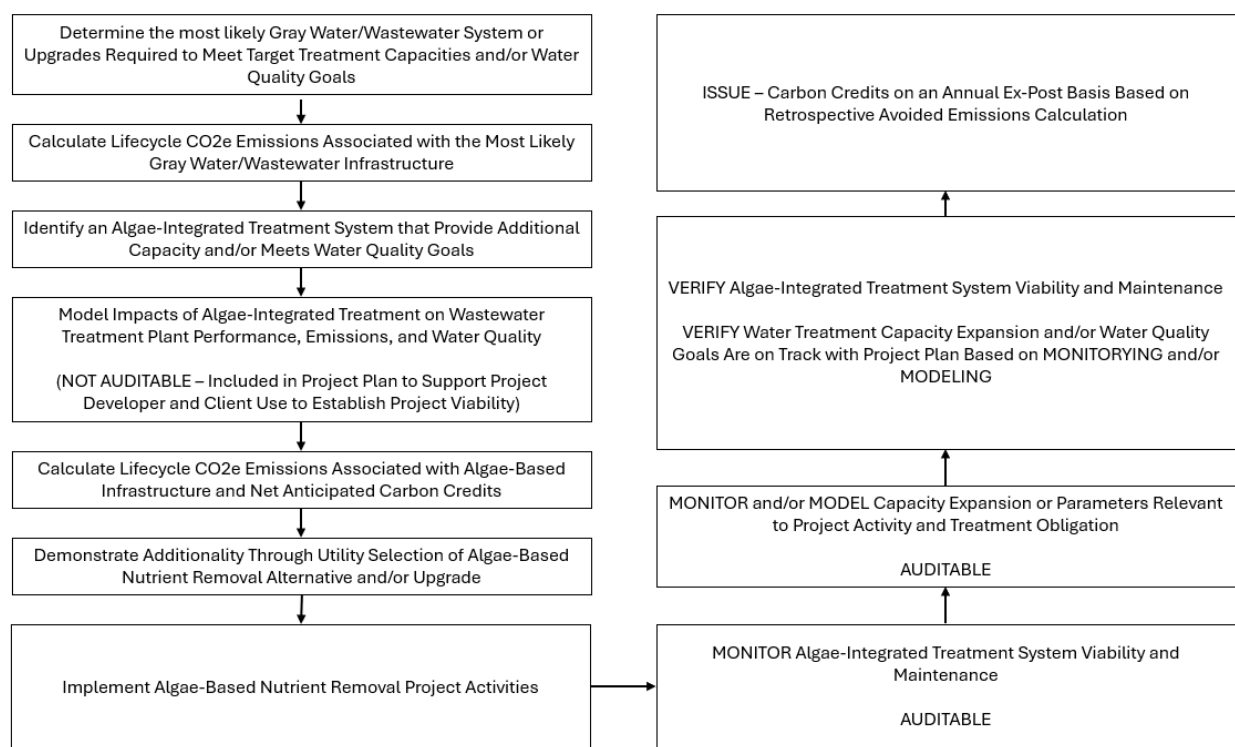 Determine the most likely Gray Water/Wastewater System or
Upgrades Required to Meet Target Treatment Capacities and/or Water
Quality Goals
Calculate Lifecycle CO2e Emissions Associated with the Most Likely
Gray Water/Wastewater Infrastructure
Identify an Algae-Integrated Treatment System that Provide Additional
Capacity and/or Meets Water Quality Goals
Model Impacts of Algae-Integrated Treatment on Wastewater
Treatment Plant Performance, Emissions, and Water Quality
(NOT AUDITABLE – Included in Project Plan to Support Project
Developer and Client Use to Establish Project Viability)
Calculate Lifecycle CO2e Emissions Associated with Algae-Based
Infrastructure and Net Anticipated Carbon Credits
Demonstrate Additionality Through Utility Selection of Algae-Based
Nutrient Removal Alternative and/or Upgrade
Implement Algae-Based Nutrient Removal Project Activities
MONITOR Algae-Integrated Treatment System Viability and
Maintenance
AUDITABLE
MONITOR and/or MODEL Capacity Expansion or Parameters Relevant
to Project Activity and Treatment Obligation
AUDITABLE
VERIFY Algae-Integrated Treatment System Viability and Maintenance
VERIFY Water Treatment Capacity Expansion and/or Water Quality
Goals Are on Track with Project Plan Based on MONITORYING and/or
MODELING
ISSUE – Carbon Credits on an Annual Ex-Post Basis Based on
Retrospective Avoided Emissions Calculation